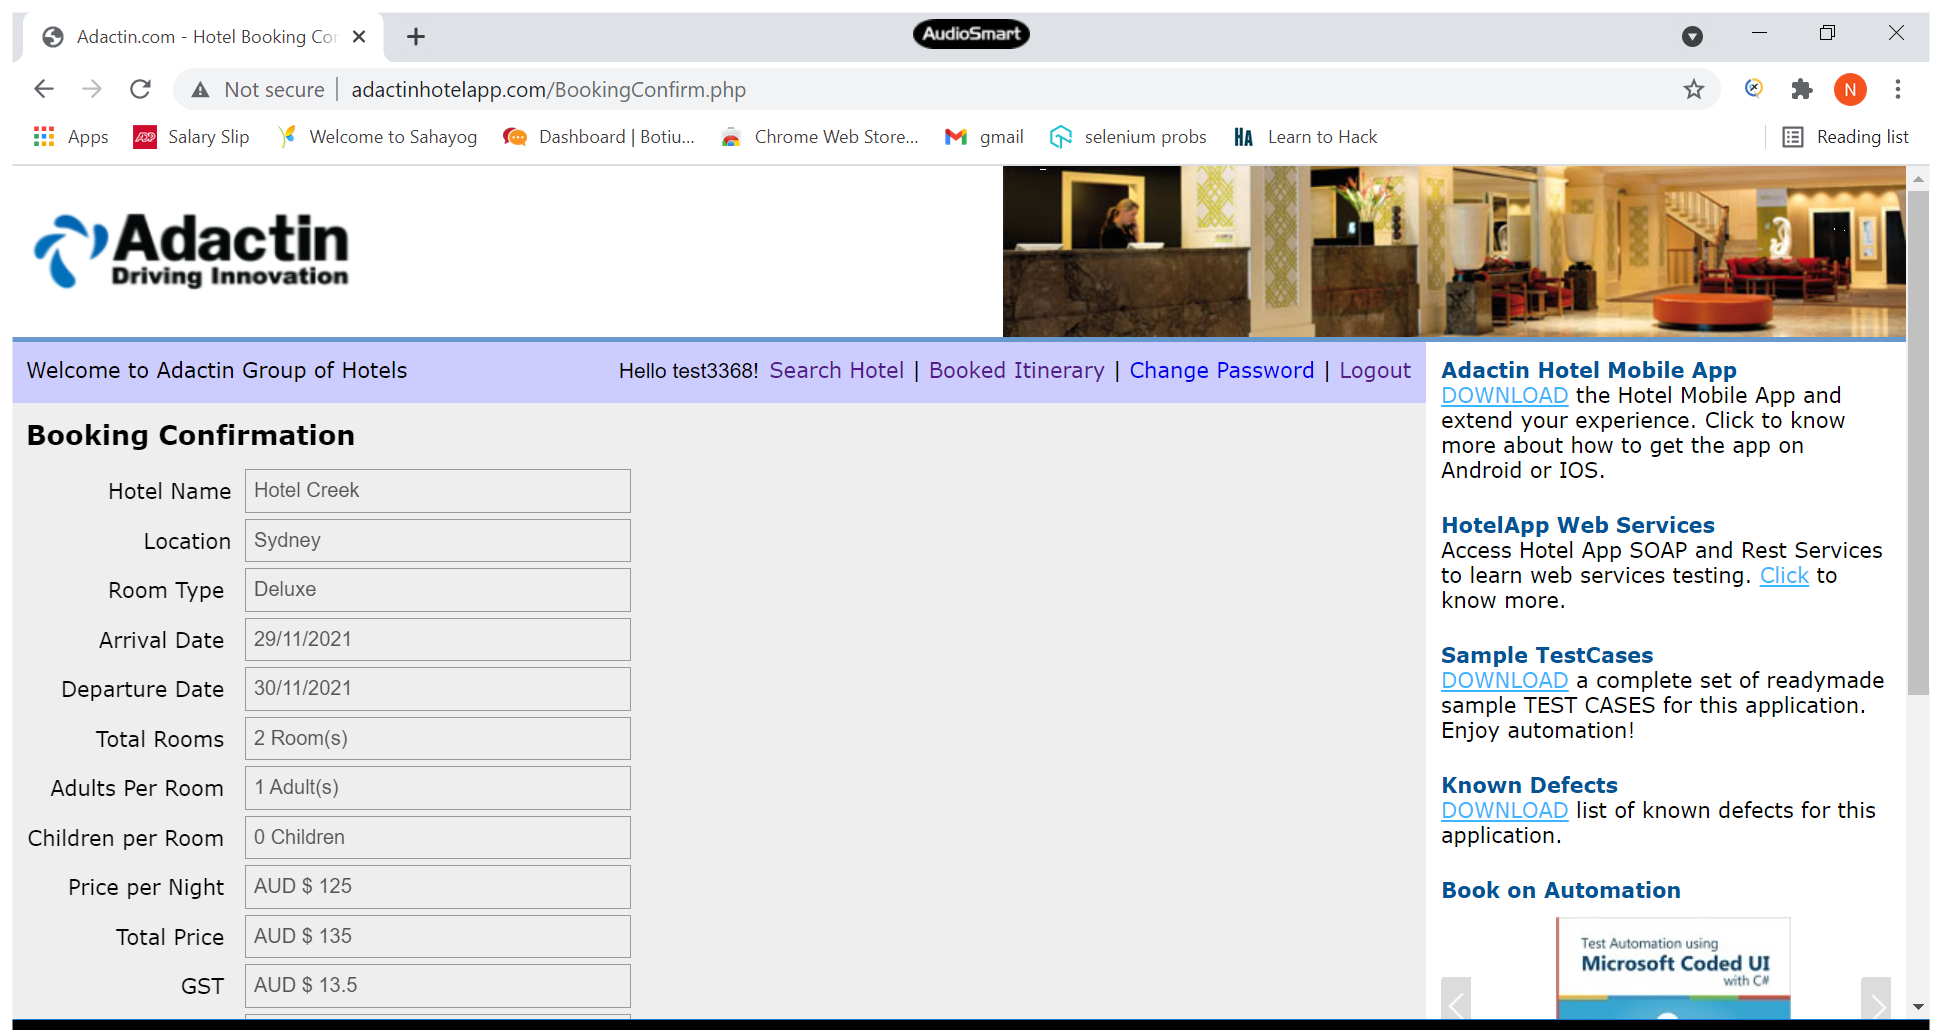 Adactin.com - Hotel Booking Cor
AudioSmart
Not secure | adactinhotelapp.com/BookingConfirm.php
N
Apps
Salary Slip
Welcome to Sahayog
Dashboard | Botiu...
Chrome Web Store...
gmail
selenium probs
HA Learn to Hack
Reading list
Adactin
Driving Innovation
Welcome to Adactin Group of Hotels
Hello test3368! Search Hotel | Booked Itinerary | Change Password | Logout
Booking Confirmation
Hotel Name Hotel Creek
Location Sydney
Room Type Deluxe
Arrival Date 29/11/2021
Departure Date 30/11/2021
Total Rooms 2 Room(s)
Adults Per Room 1 Adult(s)
Children per Room 0 Children
Price per Night AUD $ 125
Total Price AUD $ 135
GST AUD $ 13.5
Adactin Hotel Mobile App
DOWNLOAD the Hotel Mobile App and
extend your experience. Click to know
more about how to get the app on
Android or IOS.
HotelApp Web Services
Access Hotel App SOAP and Rest Services
to learn web services testing. Click to
know more.
Sample TestCases
DOWNLOAD a complete set of readymade
sample TEST CASES for this application.
Enjoy automation!
Known Defects
DOWNLOAD list of known defects for this
application.
Book on Automation
Test Automation using
Microsoft Coded UI
with C#